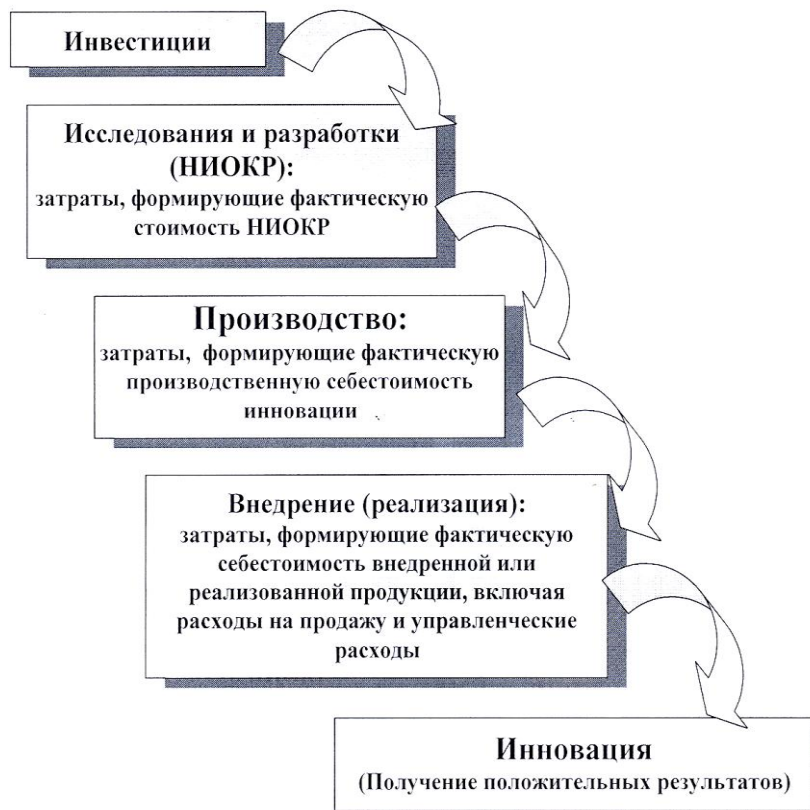 Инвестиции
Исследования и разработки
(НИОКР):
затраты, формирующие фактическую
стоимость НИОКР
Производство:
затраты, формирующие фактическую
производственную себестоимость
инновации
Внедрение (реализация):
затраты, формирующие фактическую
себестоимость внедренной или
реализованной продукции, включая
расходы на продажу и управленческие
расходы
Инновация
(Получение положительных результатов)